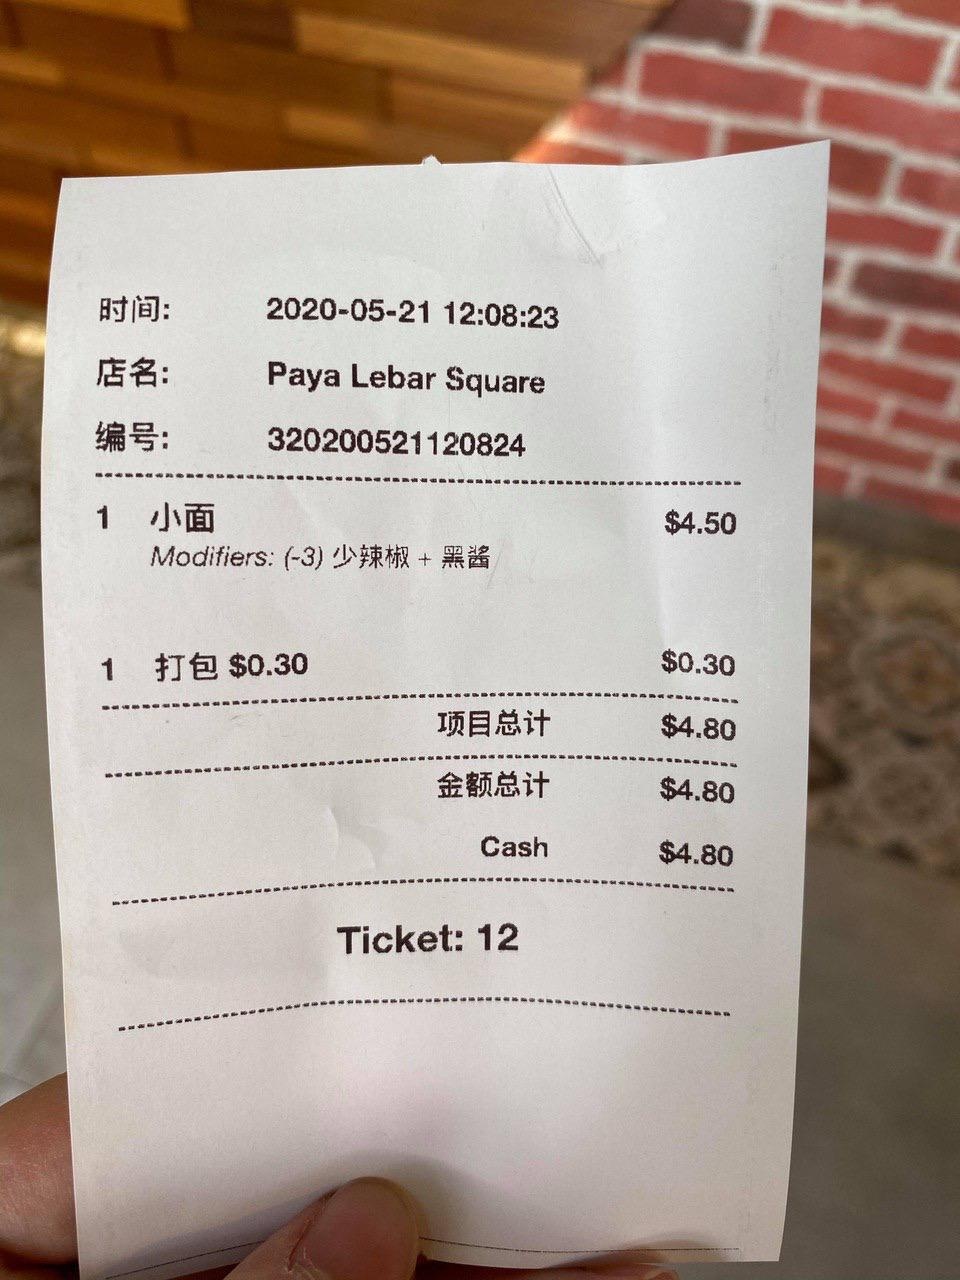 时间: 2020-05-21 12:08:23
店名: Paya Lebar Square
编号: 320200521120824
1 小面 $4.50
Modifiers: (-3) 少辣椒 + 黑酱
1 打包 $0.30 $0.30
项目总计 $4.80
金额总计 $4.80
Cash $4.80
Ticket: 12